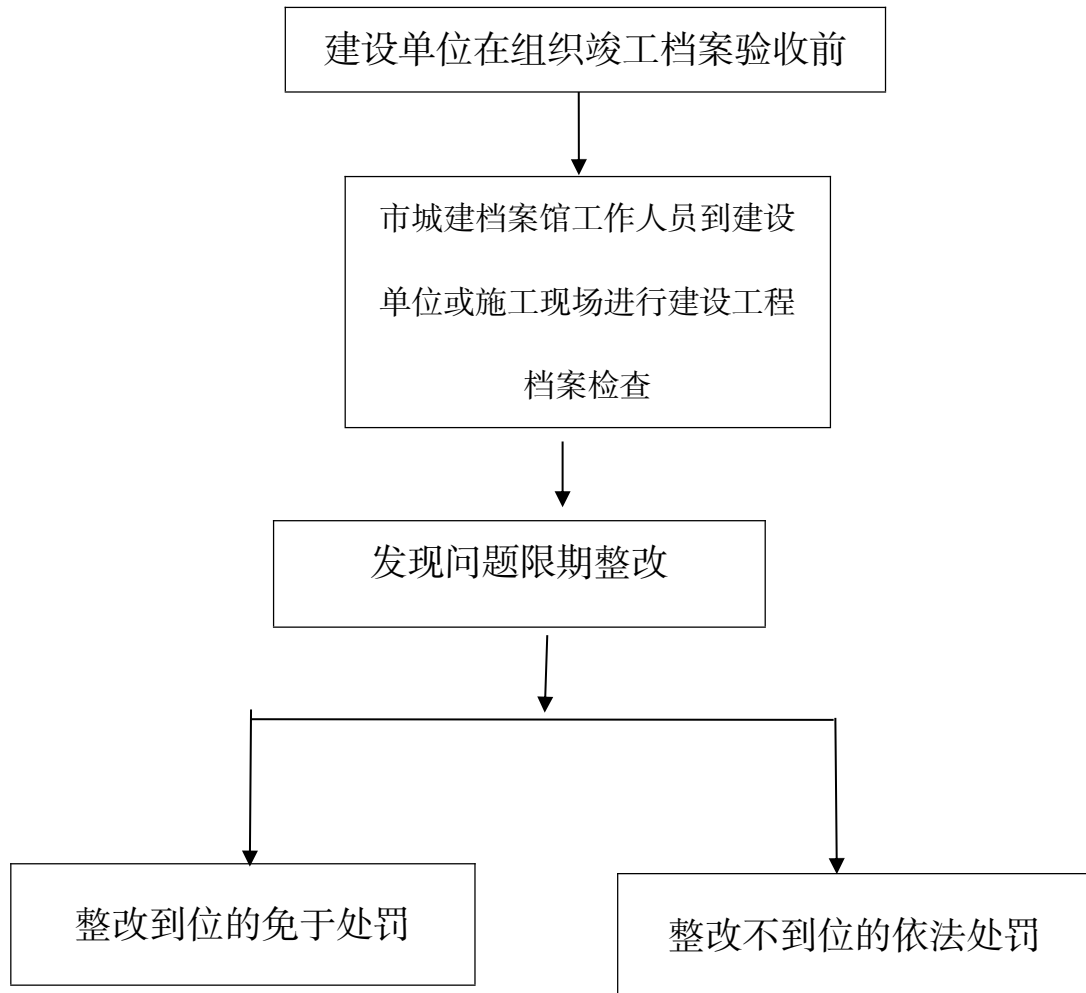 建设单位在组织竣工档案验收前
市城建档案馆工作人员到建设
单位或施工现场进行建设工程
档案检查
发现问题限期整改
整改到位的免于处罚
整改不到位的依法处罚